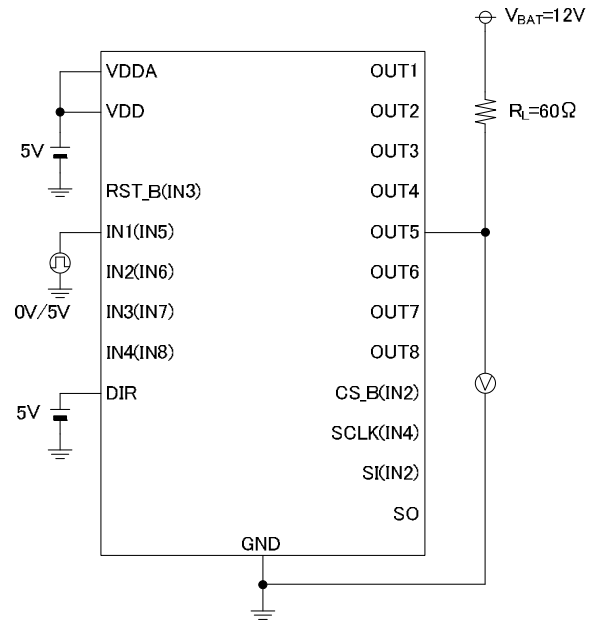 VBAT=12V
VDDA
OUT1
VDD
OUT2
RL=60Ω
5V
OUT3
RST_B(IN3)
OUT4
IN1(IN5)
OUT5
IN2(IN6)
OUT6
0V/5V
IN3(IN7)
OUT7
IN4(IN8)
OUT8
V
DIR
CS_B(IN2)
5V
SCLK(IN4)
SI(IN2)
SO
GND